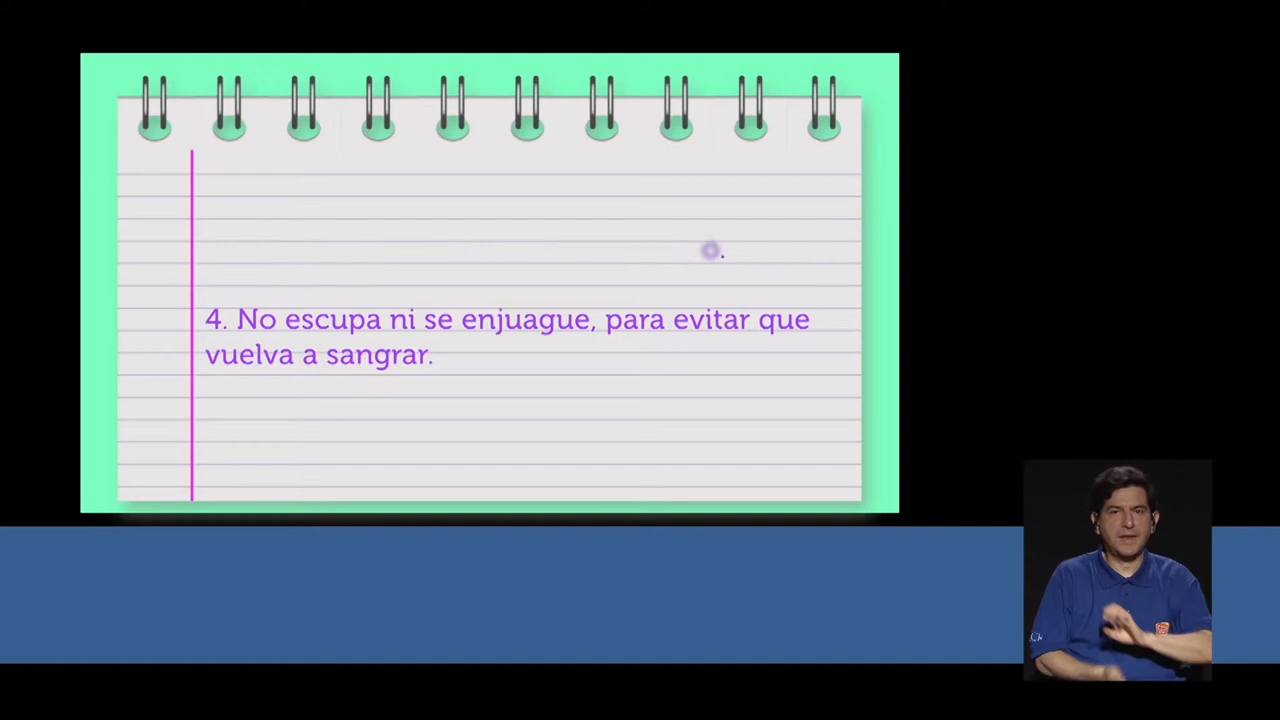 4. No escupa ni se enjuague, para evitar que
vuelva a sangrar.